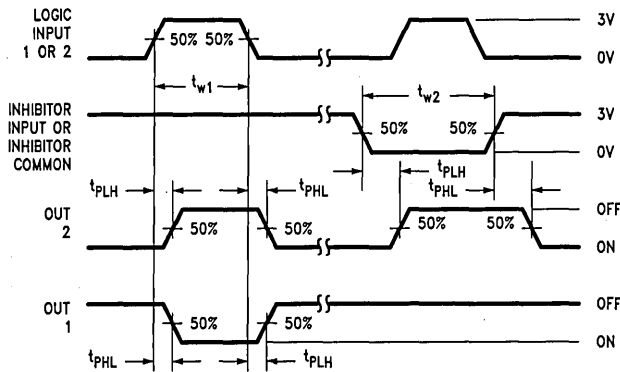 LOGIC
INPUT
1 OR 2
50% 50%
3V
0V
tw1
tw2
INHIBITOR
INPUT OR
INHIBITOR
COMMON
50%
50%
3V
0V
tPLH
tPHL
tPLH
tPHL
OUT
2
50%
50%
50%
50%
OFF
ON
OUT
1
50%
50%
OFF
ON
tPHL
tPLH